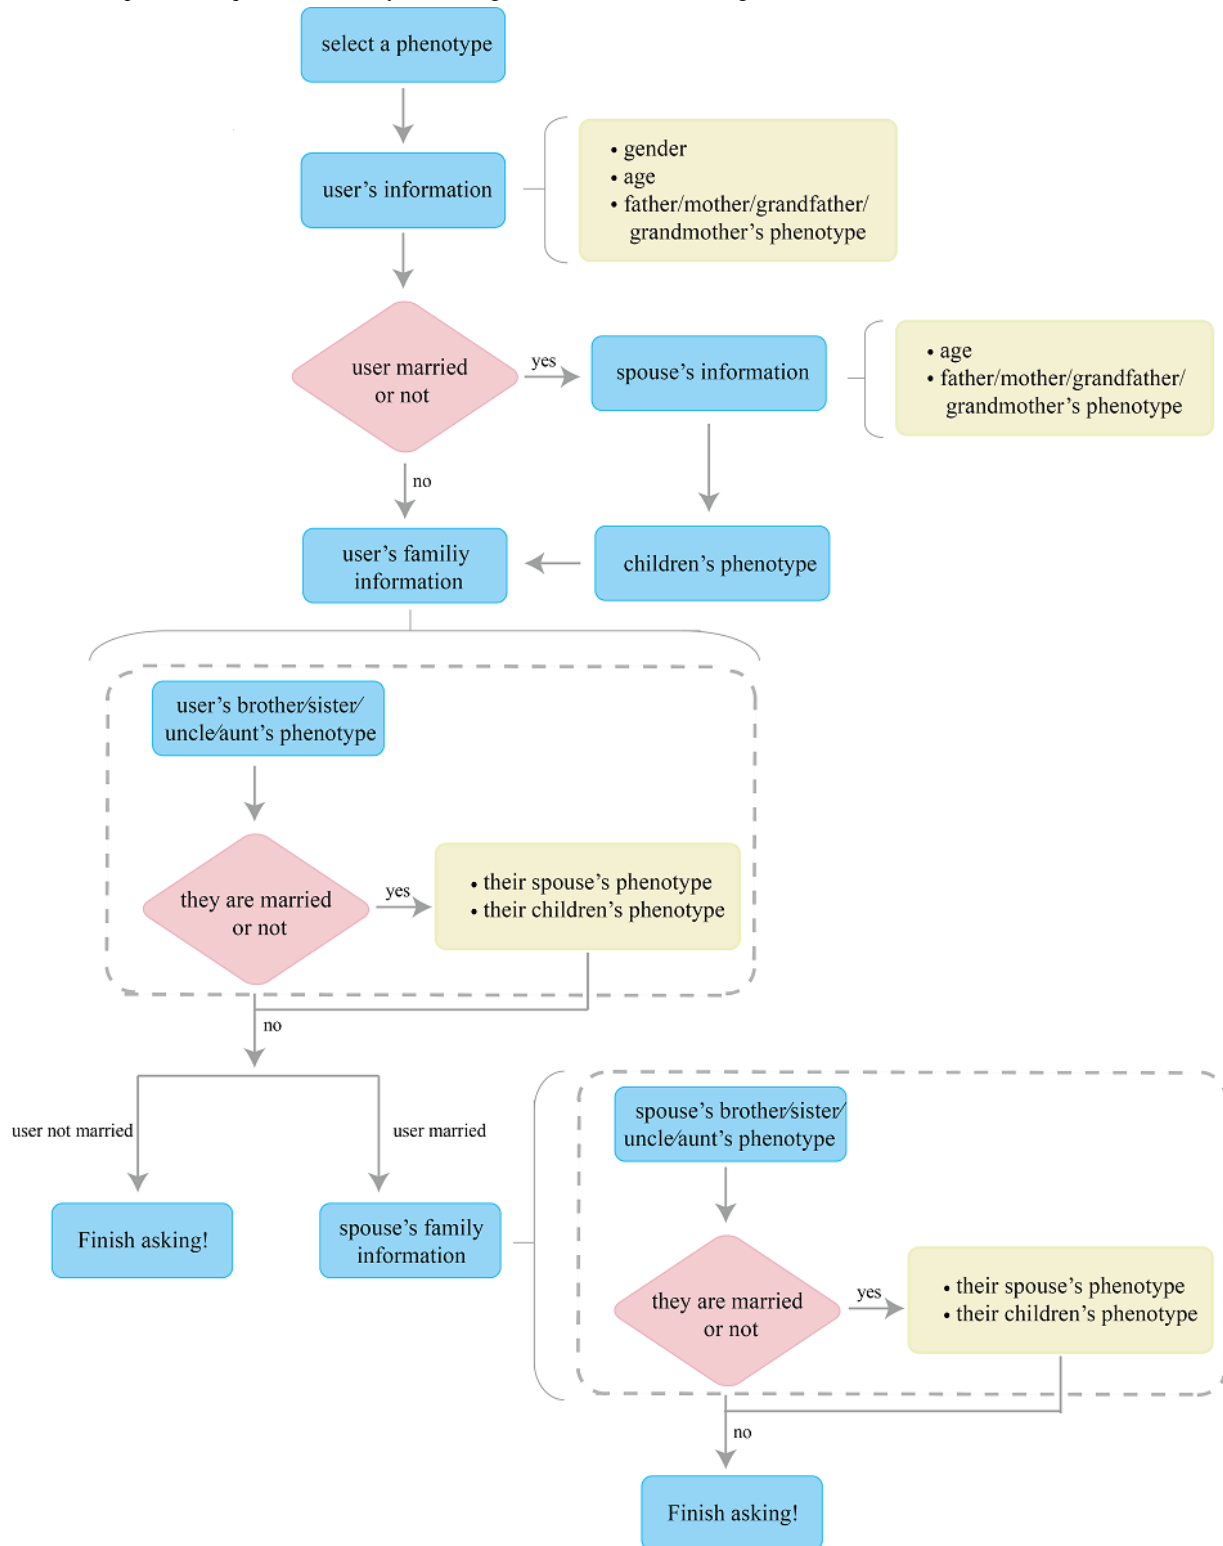 select a phenotype
user's information
• gender
• age
• father/mother/grandfather/
grandmother's phenotype
user married
or not
yes
spouse's information
• age
• father/mother/grandfather/
grandmother's phenotype
no
user's familiy
information
children's phenotype
user's brother/sister/
uncle/aunt's phenotype
they are married
or not
yes
• their spouse's phenotype
• their children's phenotype
no
user not married
user married
Finish asking!
spouse's family
information
spouse's brother/sister/
uncle/aunt's phenotype
they are married
or not
yes
• their spouse's phenotype
• their children's phenotype
no
Finish asking!